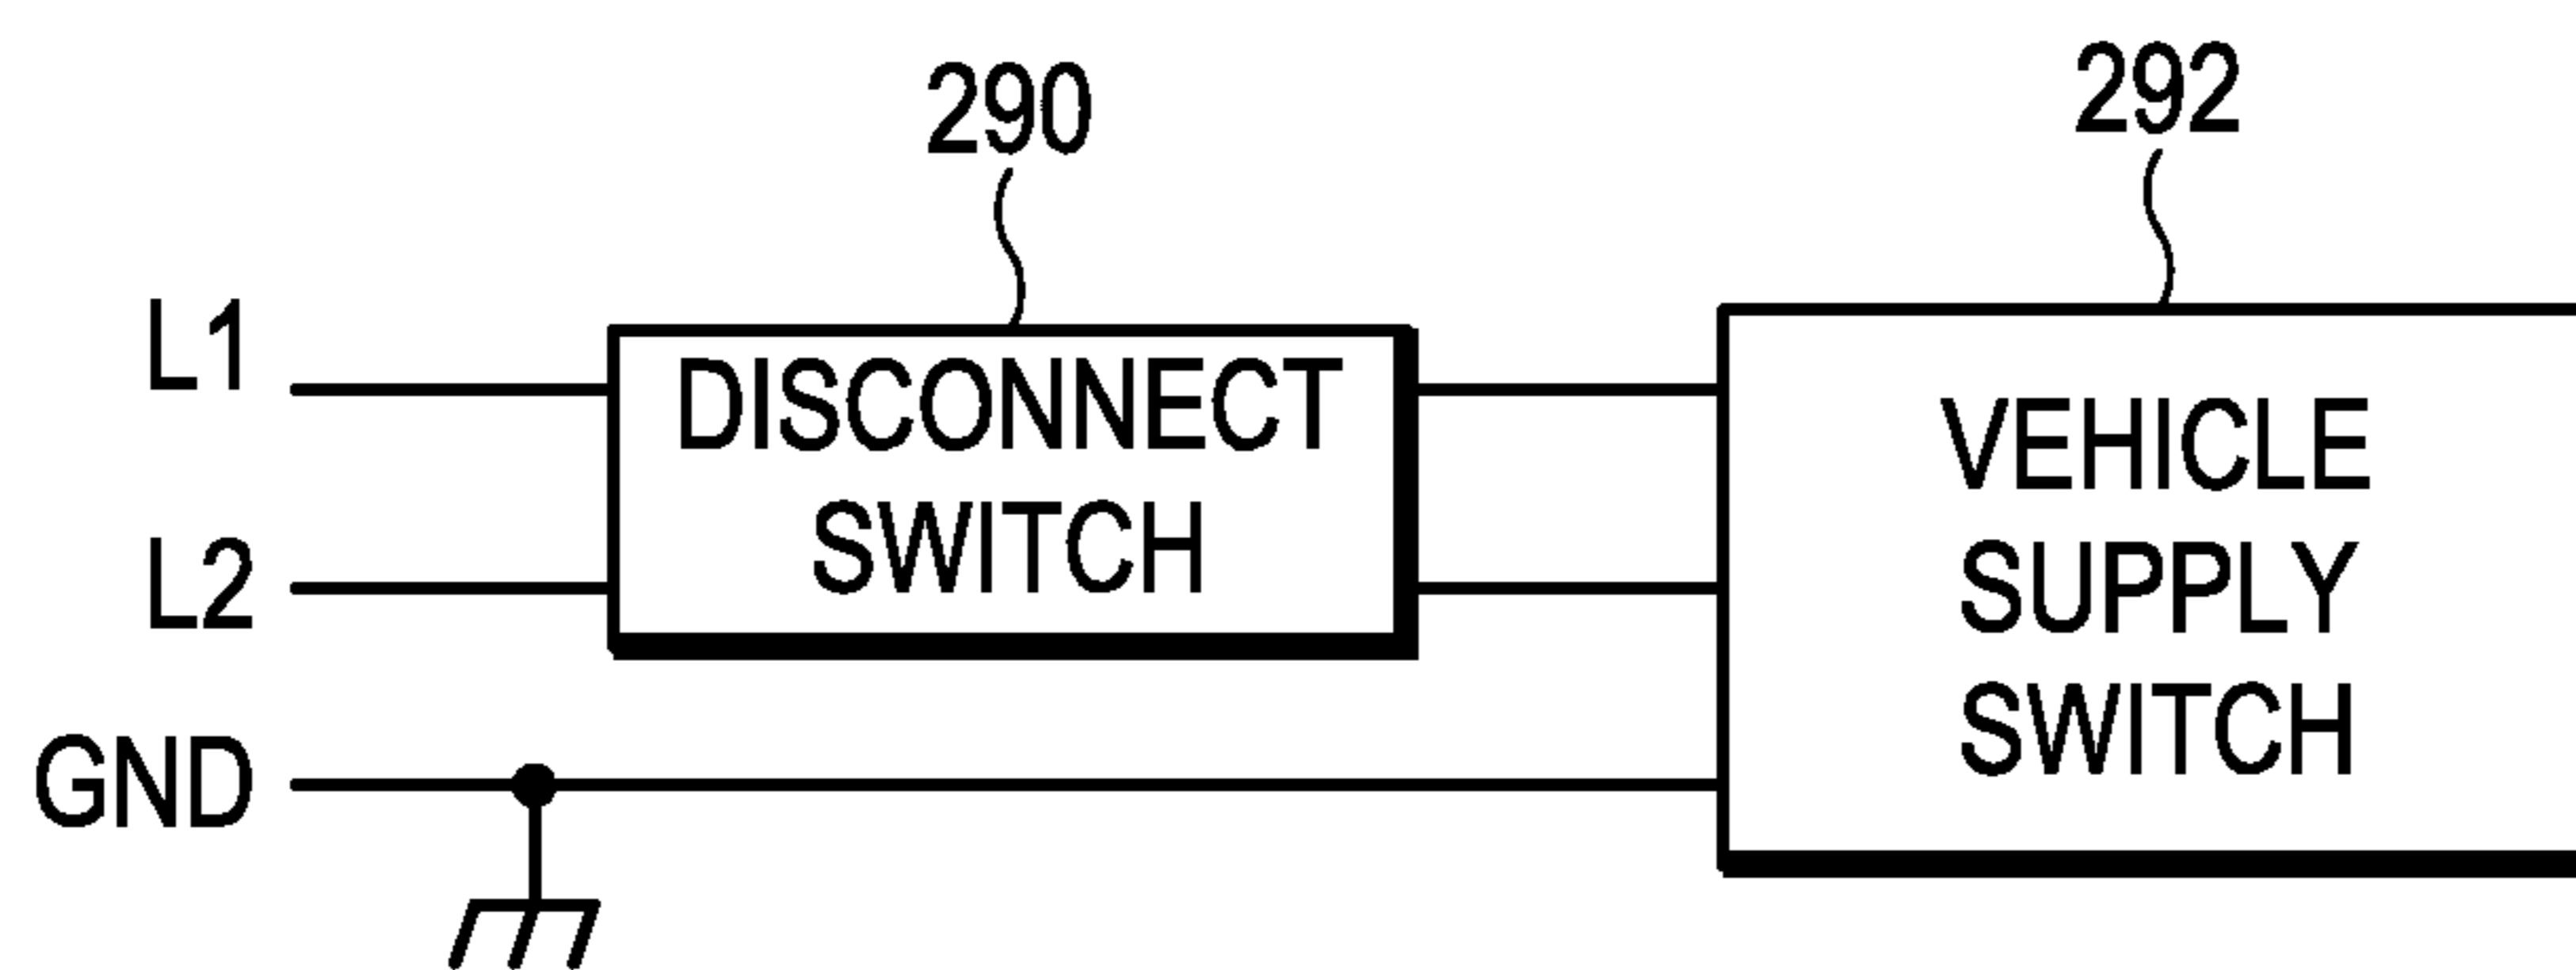 290
292
L1
DISCONNECT
SWITCH
L2
GND
VEHICLE
SUPPLY
SWITCH